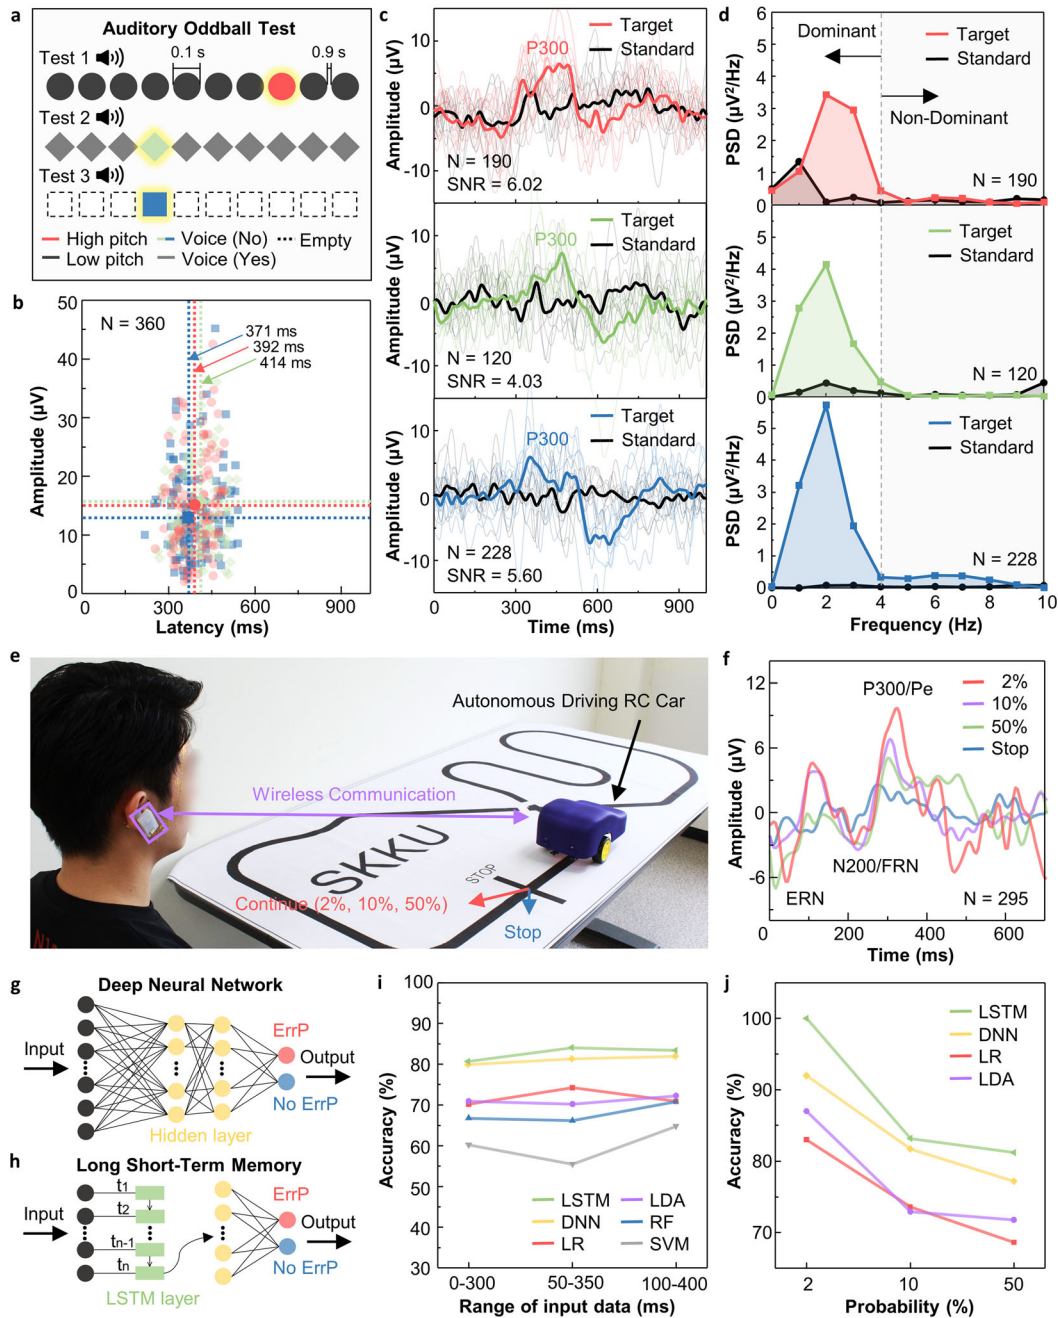 a
Auditory Oddball Test
Test 1
0.1 s
0.9 s
Test 2
Test 3
High pitch
Voice (No)
Empty
Low pitch
Voice (Yes)
b
N = 360
371 ms
392 ms
414 ms
Amplitude (μV)
50
40
30
20
10
0
0 300 600 900
Latency (ms)
c
Target
P300
Standard
Amplitude (μV)
10
0
-10
N = 190
SNR = 6.02
Target
P300
Standard
Amplitude (μV)
10
0
-10
N = 120
SNR = 4.03
Target
P300
Standard
Amplitude (μV)
10
0
-10
N = 228
SNR = 5.60
0 300 600 900
Time (ms)
d
Dominant
Target
Standard
Non-Dominant
PSD (μV²/Hz)
6
5
4
3
2
1
0
N = 190
Target
Standard
PSD (μV²/Hz)
5
4
3
2
1
0
N = 120
Target
Standard
PSD (μV²/Hz)
5
4
3
2
1
0
N = 228
0 2 4 6 8 10
Frequency (Hz)
e
Autonomous Driving RC Car
Wireless Communication
SKKU
STOP
Continue (2%, 10%, 50%)
Stop
f
P300/Pe
2%
10%
50%
Stop
Amplitude (μV)
12
6
0
-6
N200/FRN
ERN
N = 295
0 200 400 600
Time (ms)
g
Deep Neural Network
Input
ErrP
Output
No ErrP
Hidden layer
h
Long Short-Term Memory
Input
t1
t2
tn-1
tn
ErrP
Output
No ErrP
LSTM layer
i
Accuracy (%)
100
90
80
70
60
50
40
30
LSTM
LDA
DNN
RF
LR
SVM
0-300 50-350 100-400
Range of input data (ms)
j
LSTM
DNN
LR
LDA
Accuracy (%)
100
90
80
70
2 10 50
Probability (%)